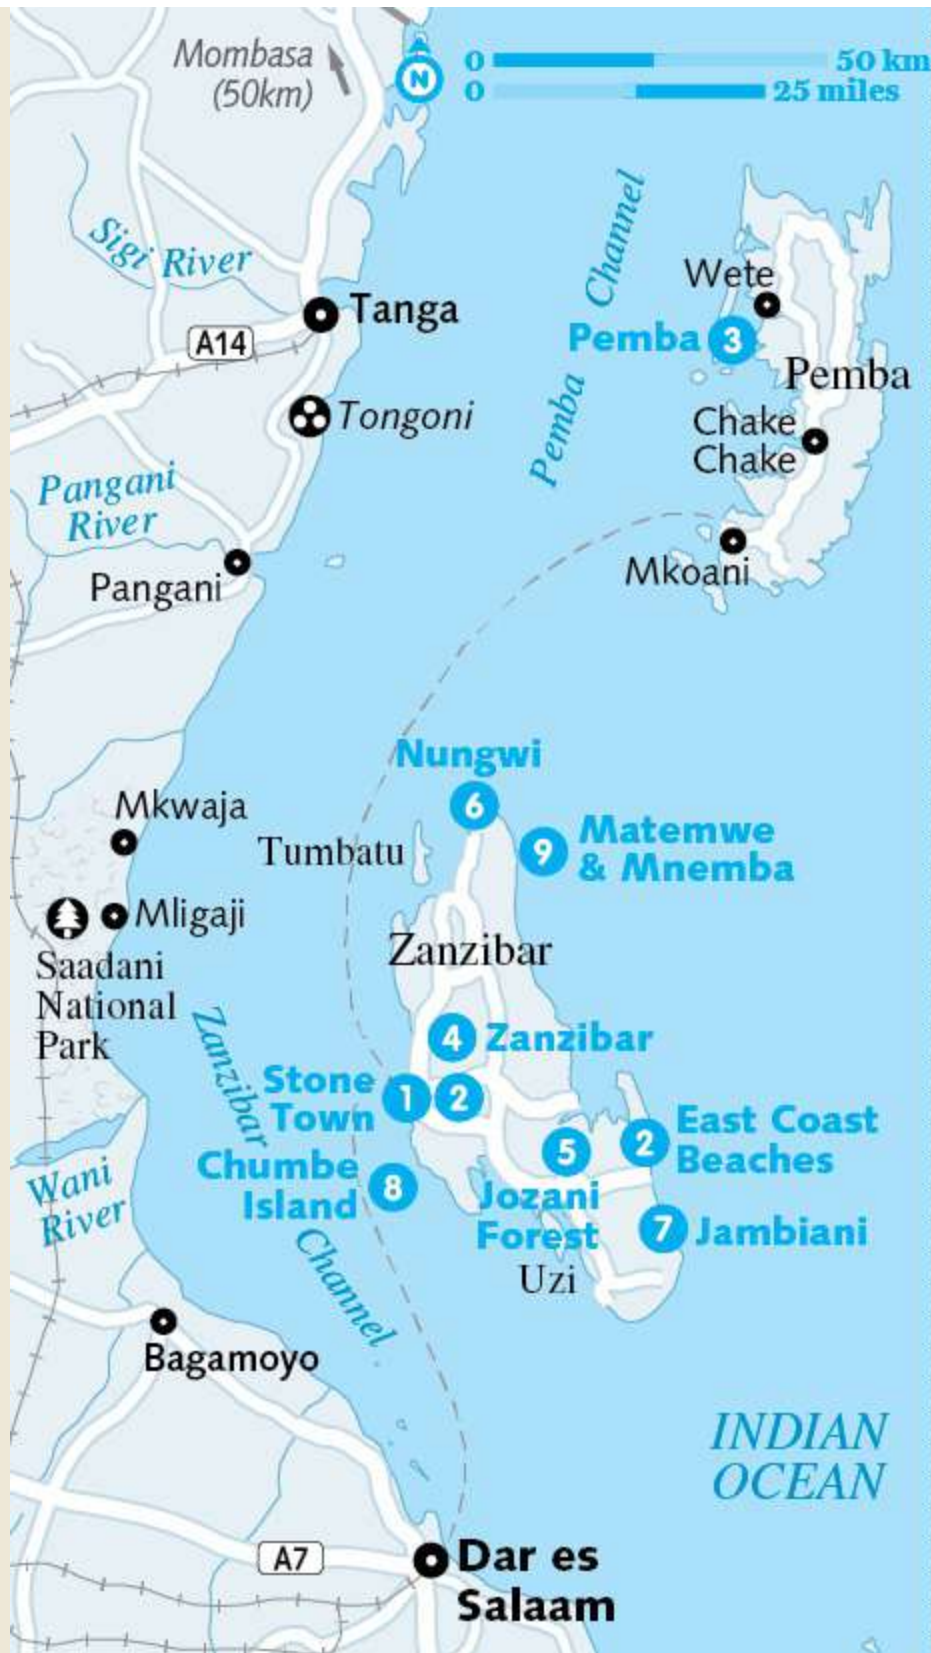 Mombasa
(50km)
N
0 50 km
0 25 miles
Pemba Channel
Sigi River
Wete
Tanga
A14
Pemba 3
Pemba
Tongoni
Chake
Chake
Pangani
River
Mkoani
Pangani
Nungwi
6
Mkwaja
Tumbatu
9 Matemwe
& Mnemba
Mligaji
Zanzibar
Saadani
National
Park
Zanzibar Channel
4 Zanzibar
Stone
Town
1 2
East Coast
Beaches
2
5
Jozani
Forest
Chumbe
Island
8
Wani
River
7 Jambiani
Uzi
Bagamoyo
INDIAN
OCEAN
A7
Dar es
Salaam